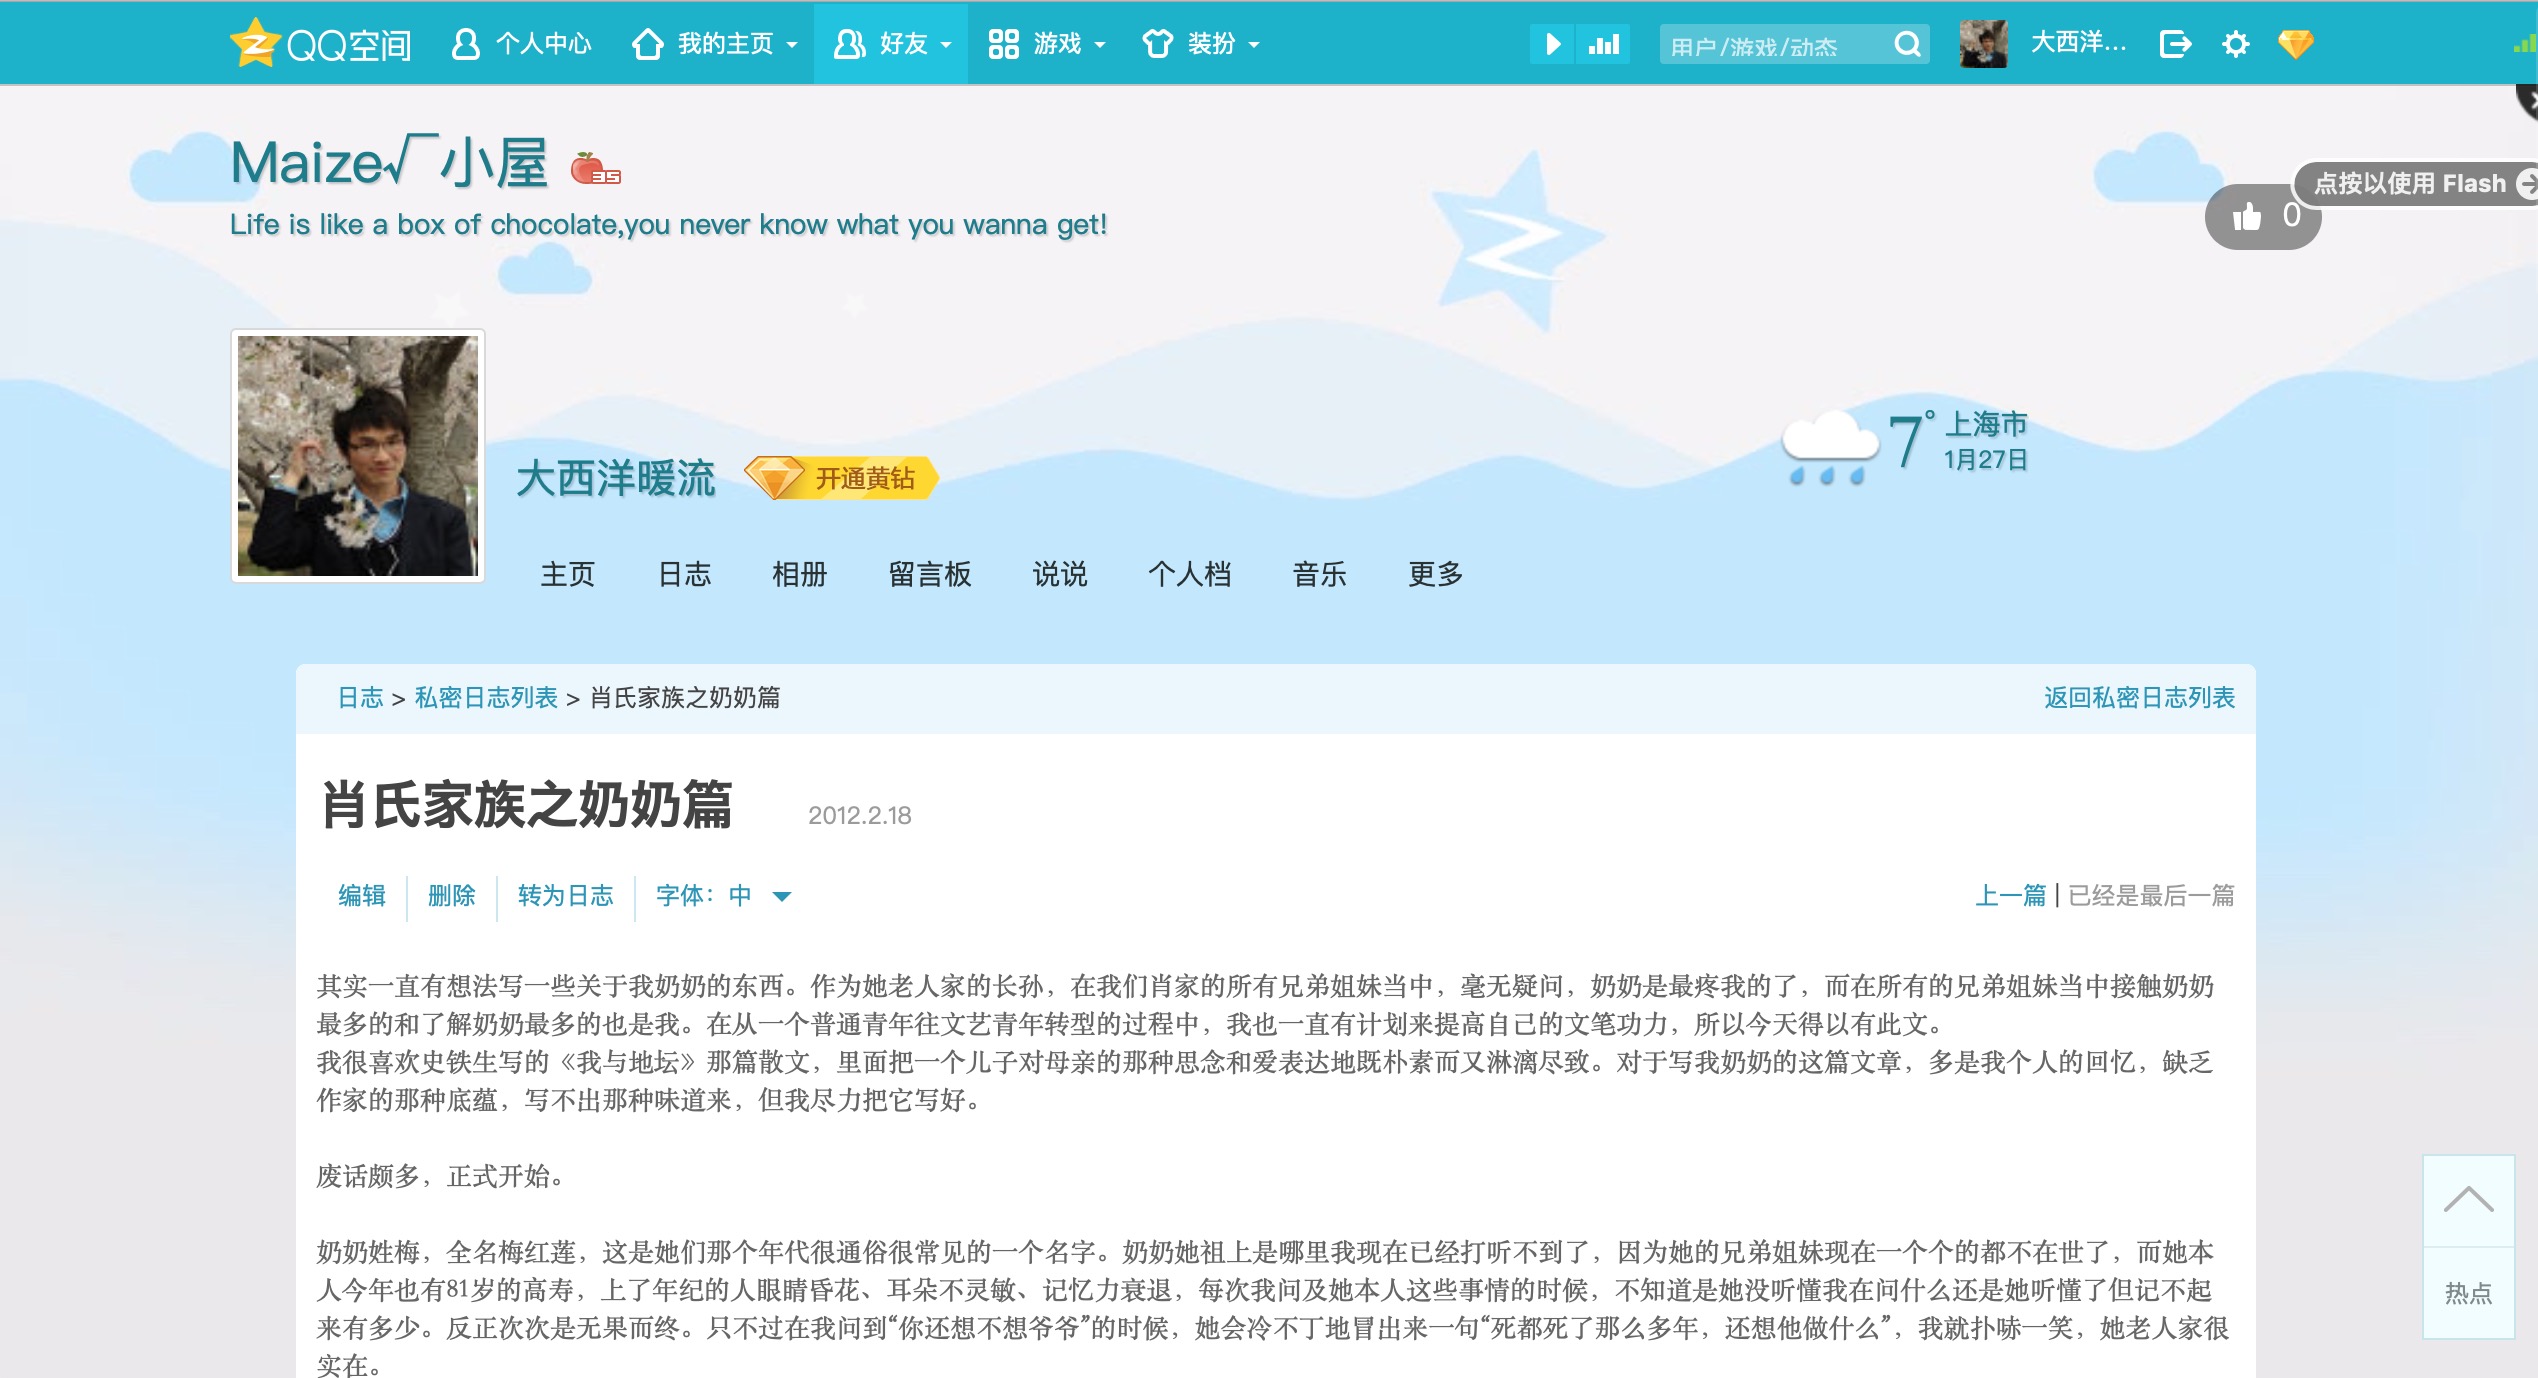 QQ空间 个人中心 我的主页 好友 游戏 装扮 用户/游戏/动态 大西洋...
Maize√￣小屋 35
Life is like a box of chocolate,you never know what you wanna get!
点按以使用 Flash
0
大西洋暖流 开通黄钻
7° 上海市
1月27日
主页 日志 相册 留言板 说说 个人档 音乐 更多
日志 > 私密日志列表 > 肖氏家族之奶奶篇 返回私密日志列表
肖氏家族之奶奶篇 2012.2.18
编辑 删除 转为日志 字体：中 上一篇 | 已经是最后一篇
其实一直有想法写一些关于我奶奶的东西。作为她老人家的长孙，在我们肖家的所有兄弟姐妹当中，毫无疑问，奶奶是最疼我的了，而在所有的兄弟姐妹当中接触奶奶
最多的和了解奶奶最多的也是我。在从一个普通青年往文艺青年转型的过程中，我也一直有计划来提高自己的文笔功力，所以今天得以有此文。
我很喜欢史铁生写的《我与地坛》那篇散文，里面把一个儿子对母亲的那种思念和爱表达地既朴素而又淋漓尽致。对于写我奶奶的这篇文章，多是我个人的回忆，缺乏
作家的那种底蕴，写不出那种味道来，但我尽力把它写好。
废话颇多，正式开始。
奶奶姓梅，全名梅红莲，这是她们那个年代很通俗很常见的一个名字。奶奶她祖上是哪里我现在已经打听不到了，因为她的兄弟姐妹现在一个个的都不在世了，而她本
人今年也有81岁的高寿，上了年纪的人眼睛昏花、耳朵不灵敏、记忆力衰退，每次我问及她本人这些事情的时候，不知道是她没听懂我在问什么还是她听懂了但记不起
来有多少。反正次次是无果而终。只不过在我问到“你还想不想爷爷”的时候，她会冷不丁地冒出来一句“死都死了那么多年，还想他做什么”，我就扑哧一笑，她老人家很
实在。
热点